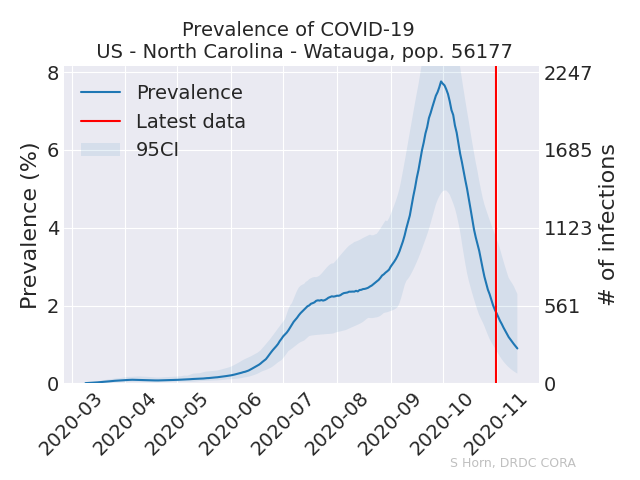 Prevalence of COVID-19
US - North Carolina - Watauga, pop. 56177
Prevalence
Latest data
95CI
Prevalence (%)
8
6
4
2
0
2247
1685
1123
561
0
# of infections
2020-03
2020-04
2020-05
2020-06
2020-07
2020-08
2020-09
2020-10
2020-11
S Horn, DRDC CORA